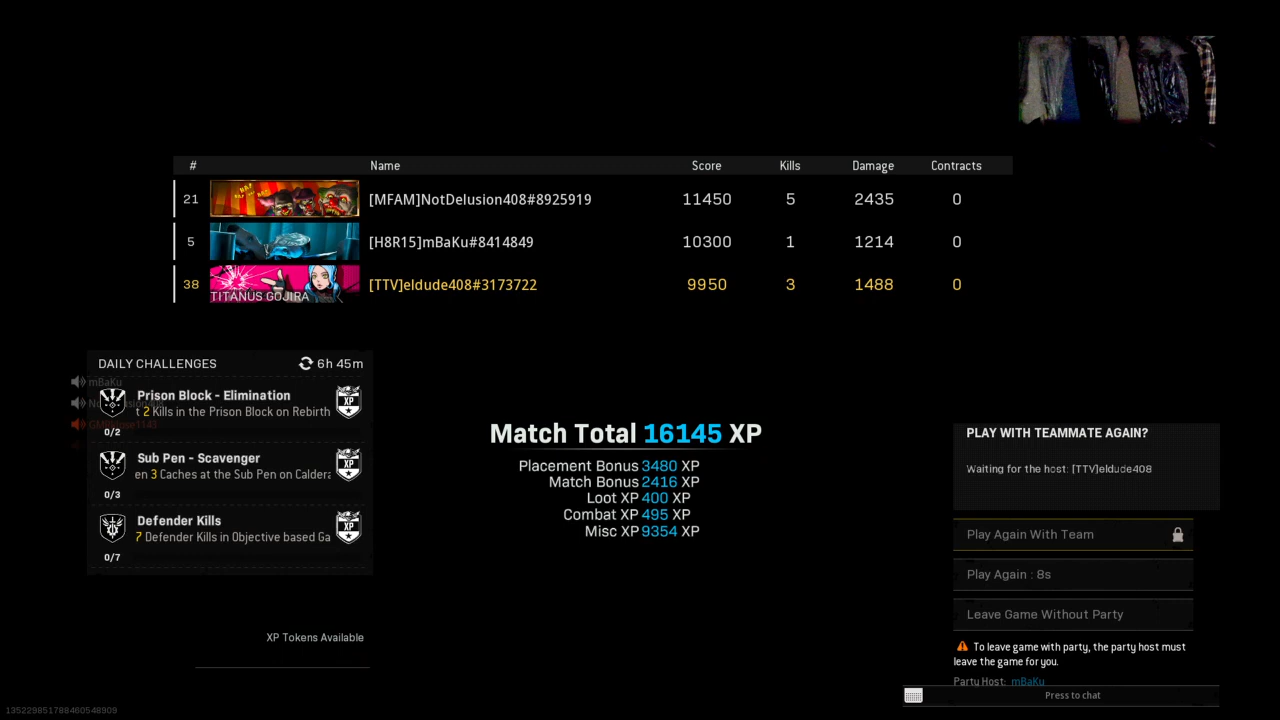 # Name Score Kills Damage Contracts
21 [MFAM]NotDelusion408#8925919 11450 5 2435 0
5 [H8R15]mBaKu#8414849 10300 1 1214 0
38 [TTV]eldude408#3173722 9950 3 1488 0
TITANUS GOJIRA
DAILY CHALLENGES 6h 45m
mBaKu
Prison Block - Elimination
t 2 Kills in the Prison Block on Rebirth
XP
0/2
Sub Pen - Scavenger
en 3 Caches at the Sub Pen on Caldera
XP
0/3
Defender Kills
7 Defender Kills in Objective based Ga
XP
0/7
XP Tokens Available
Match Total 16145 XP
Placement Bonus 3480 XP
Match Bonus 2416 XP
Loot XP 400 XP
Combat XP 495 XP
Misc XP 9354 XP
PLAY WITH TEAMMATE AGAIN?
Waiting for the host: [TTV]eldude408
Play Again With Team
Play Again : 8s
Leave Game Without Party
To leave game with party, the party host must
leave the game for you.
Party Host: mBaKu
Press to chat
135229851788460548909